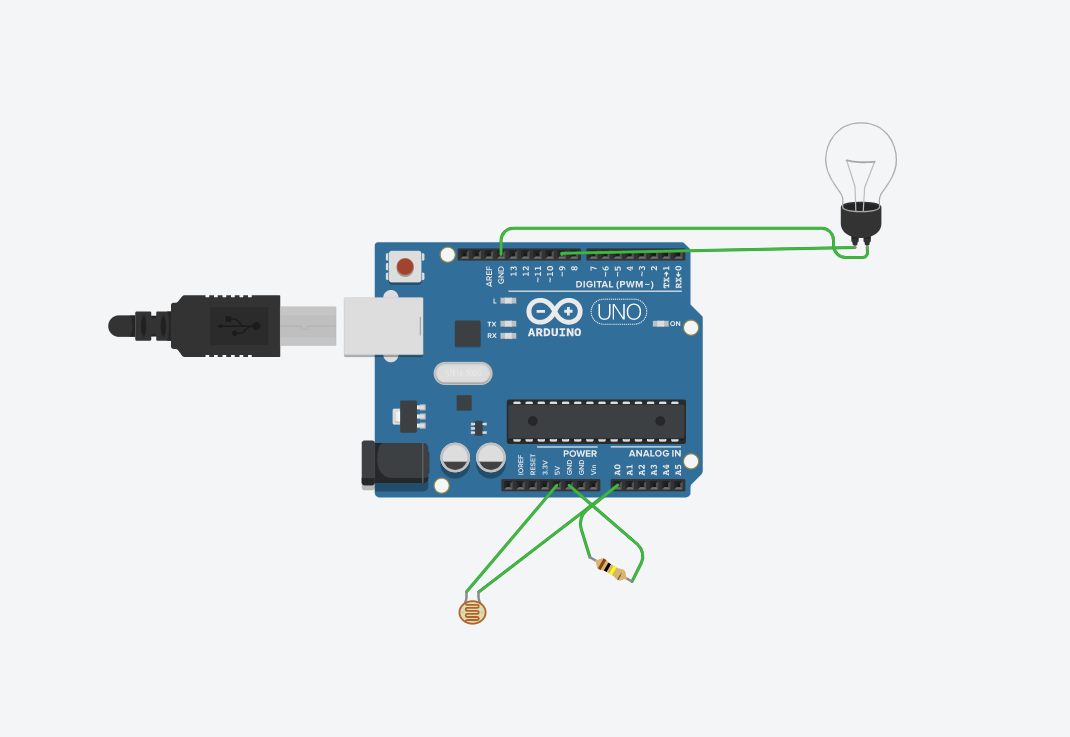 AREF
GND
13
12
~11
~10
~9
8
7
~6
~5
4
~3
2
TX→1
RX←0
DIGITAL (PWM~)
L
TX
RX
ARDUINO
UNO
ON
POWER
ANALOG IN
IOREF
RESET
3.3V
5V
GND
GND
Vin
A0
A1
A2
A3
A4
A5